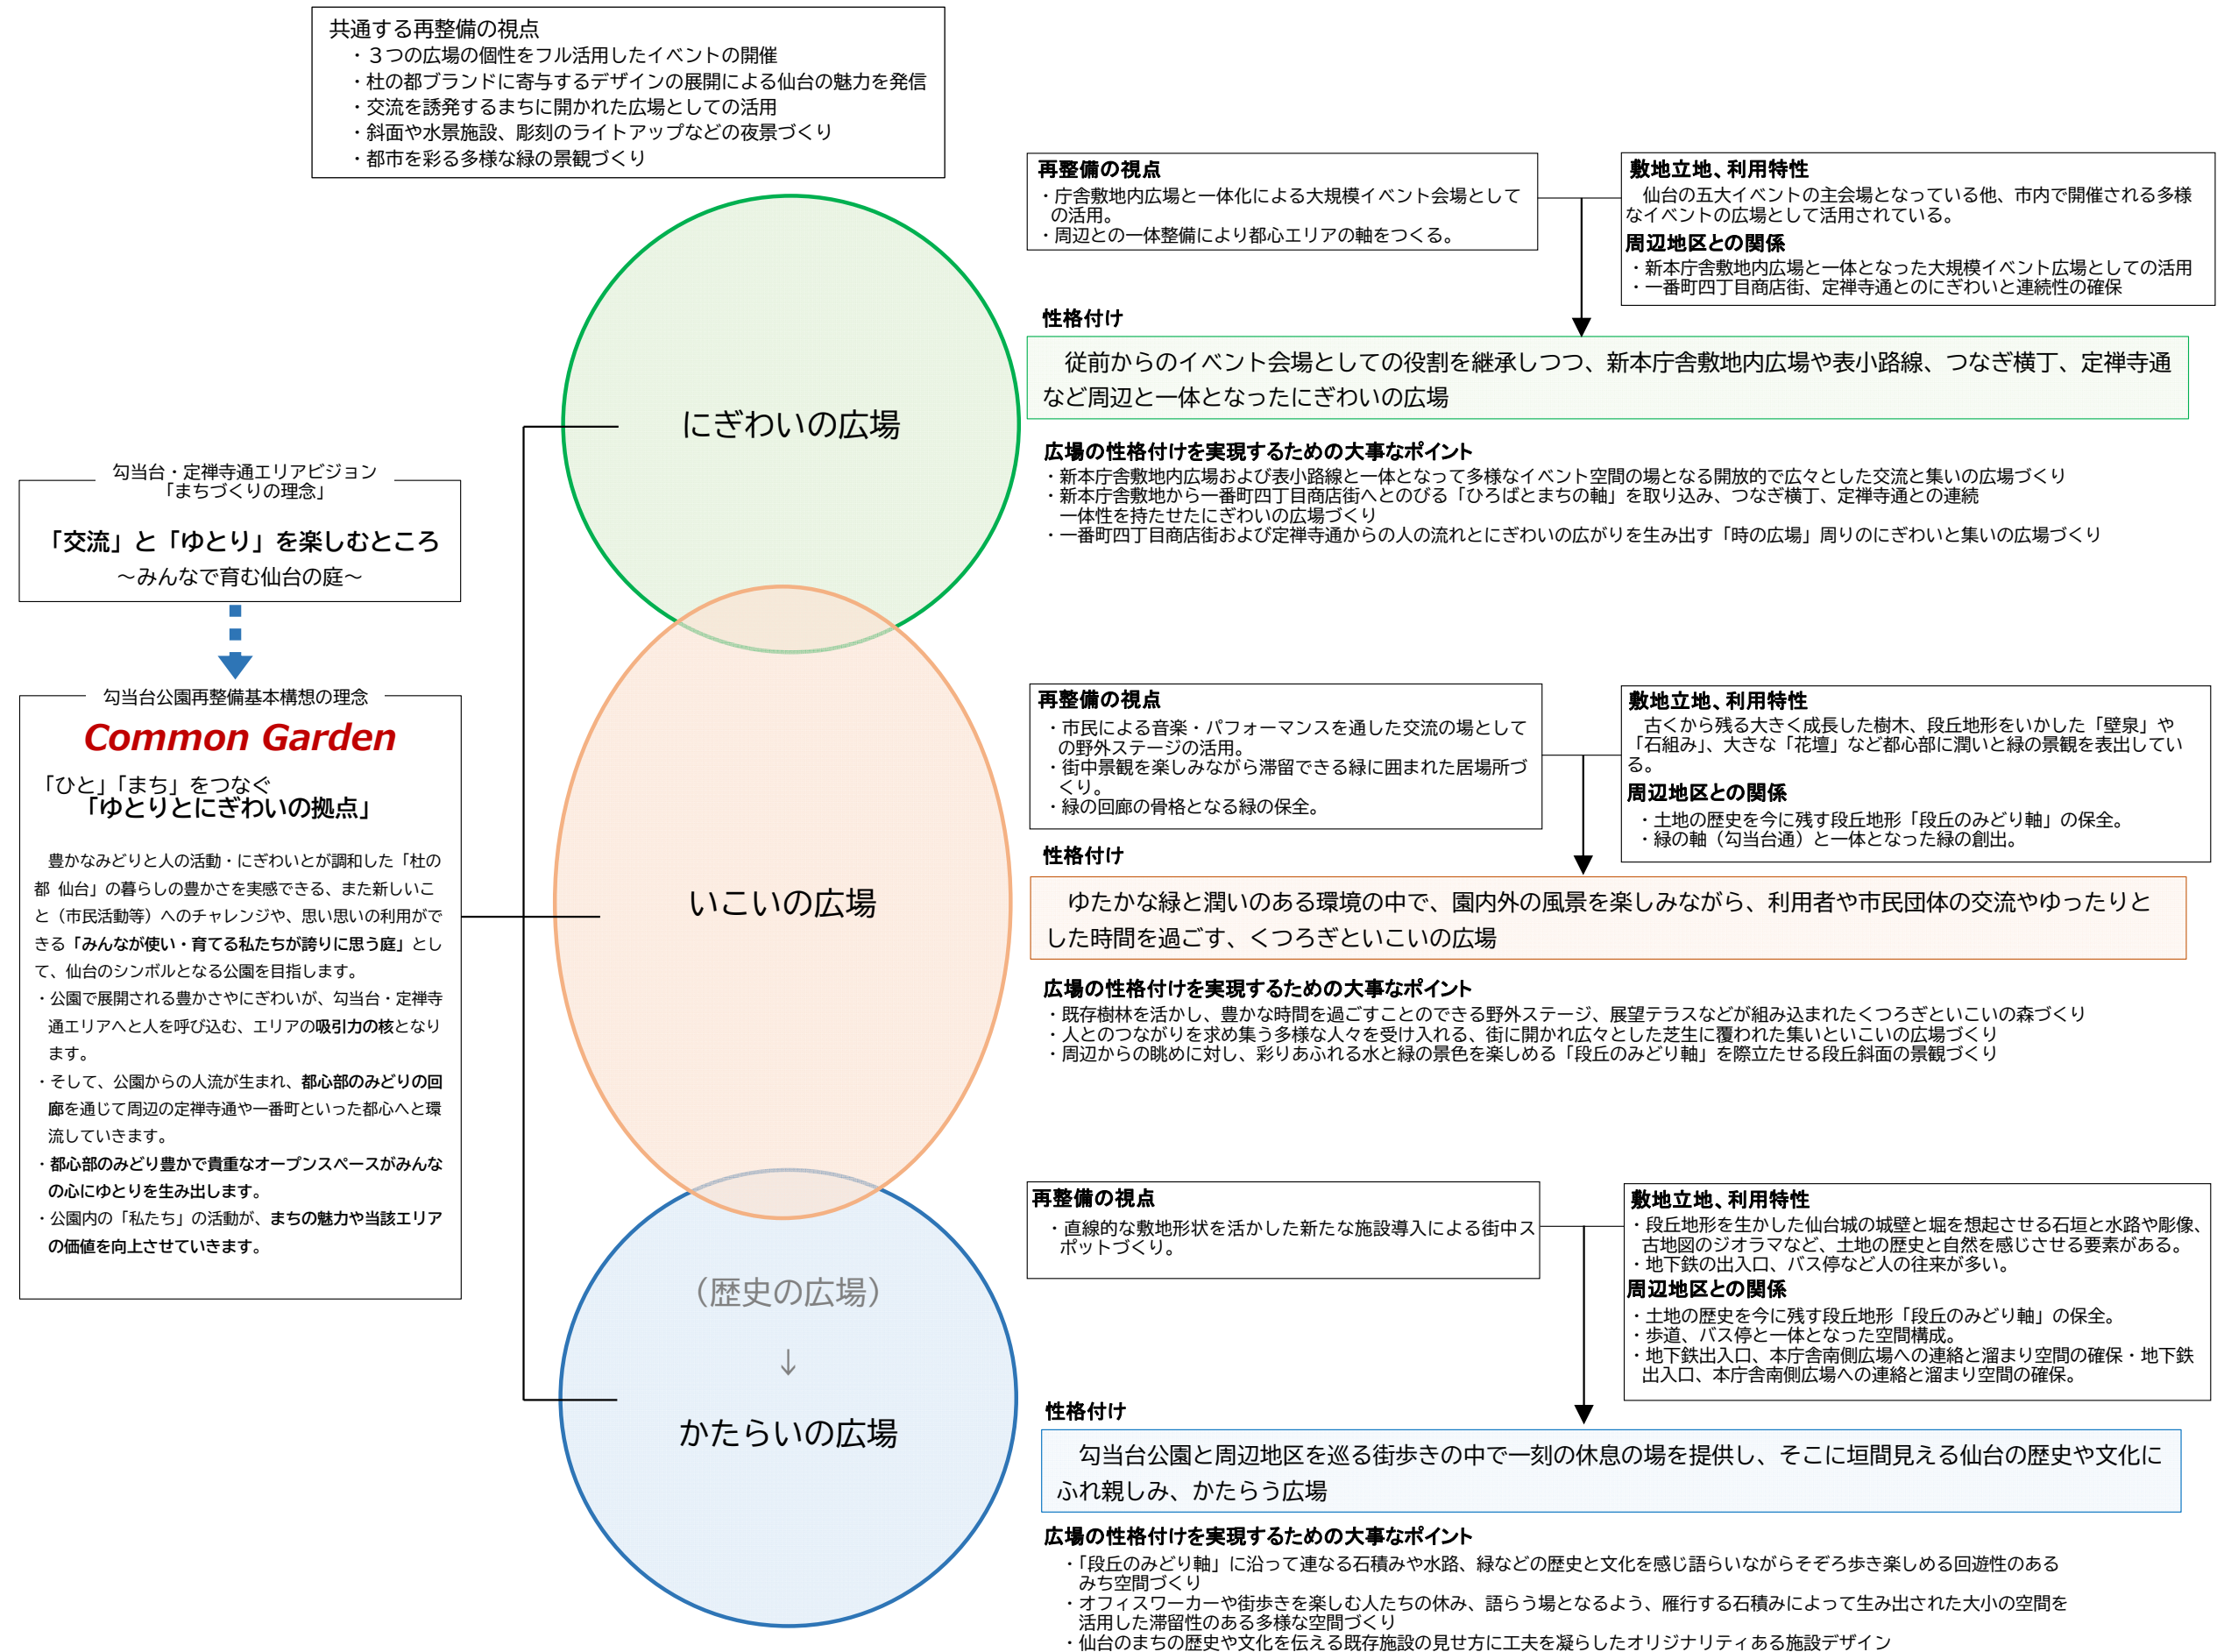 共通する再整備の視点
・３つの広場の個性をフル活用したイベントの開催
・杜の都ブランドに寄与するデザインの展開による仙台の魅力を発信
・交流を誘発するまちに開かれた広場としての活用
・斜面や水景施設、彫刻のライトアップなどの夜景づくり
・都市を彩る多様な緑の景観づくり
勾当台・定禅寺通エリアビジョン
「まちづくりの理念」
「交流」と「ゆとり」を楽しむところ
～みんなで育む仙台の庭～
勾当台公園再整備基本構想の理念
Common Garden
「ひと」「まち」をつなぐ
「ゆとりとにぎわいの拠点」
豊かなみどりと人の活動・にぎわいとが調和した「杜の
都 仙台」の暮らしの豊かさを実感できる、また新しいこ
と（市民活動等）へのチャレンジや、思い思いの利用がで
きる「みんなが使い・育てる私たちが誇りに思う庭」とし
て、仙台のシンボルとなる公園を目指します。
・公園で展開される豊かさやにぎわいが、勾当台・定禅寺
通エリアへと人を呼び込む、エリアの吸引力の核となり
ます。
・そして、公園からの人流が生まれ、都心部のみどりの回
廊を通じて周辺の定禅寺通や一番町といった都心へと環
流していきます。
・都心部のみどり豊かで貴重なオープンスペースがみんな
の心にゆとりを生み出します。
・公園内の「私たち」の活動が、まちの魅力や当該エリア
の価値を向上させていきます。
にぎわいの広場
再整備の視点
・庁舎敷地内広場と一体化による大規模イベント会場として
の活用。
・周辺との一体整備により都心エリアの軸をつくる。
敷地立地、利用特性
仙台の五大イベントの主会場となっている他、市内で開催される多様
なイベントの広場として活用されている。
周辺地区との関係
・新本庁舎敷地内広場と一体となった大規模イベント広場としての活用
・一番町四丁目商店街、定禅寺通とのにぎわいと連続性の確保
性格付け
従前からのイベント会場としての役割を継承しつつ、新本庁舎敷地内広場や表小路線、つなぎ横丁、定禅寺通
など周辺と一体となったにぎわいの広場
広場の性格付けを実現するための大事なポイント
・新本庁舎敷地内広場および表小路線と一体となって多様なイベント空間の場となる開放的で広々とした交流と集いの広場づくり
・新本庁舎敷地から一番町四丁目商店街へとのびる「ひろばとまちの軸」を取り込み、つなぎ横丁、定禅寺通との連続
一体性を持たせたにぎわいの広場づくり
・一番町四丁目商店街および定禅寺通からの人の流れとにぎわいの広がりを生み出す「時の広場」周りのにぎわいと集いの広場づくり
いこいの広場
再整備の視点
・市民による音楽・パフォーマンスを通した交流の場として
の野外ステージの活用。
・街中景観を楽しみながら滞留できる緑に囲まれた居場所づ
くり。
・緑の回廊の骨格となる緑の保全。
敷地立地、利用特性
古くから残る大きく成長した樹木、段丘地形をいかした「壁泉」や
「石組み」、大きな「花壇」など都心部に潤いと緑の景観を表出してい
る。
周辺地区との関係
・土地の歴史を今に残す段丘地形「段丘のみどり軸」の保全。
・緑の軸（勾当台通）と一体となった緑の創出。
性格付け
ゆたかな緑と潤いのある環境の中で、園内外の風景を楽しみながら、利用者や市民団体の交流やゆったりと
した時間を過ごす、くつろぎといこいの広場
広場の性格付けを実現するための大事なポイント
・既存樹林を活かし、豊かな時間を過ごすことのできる野外ステージ、展望テラスなどが組み込まれたくつろぎといこいの森づくり
・人とのつながりを求め集う多様な人々を受け入れる、街に開かれ広々とした芝生に覆われた集いといこいの広場づくり
・周辺からの眺めに対し、彩りあふれる水と緑の景色を楽しめる「段丘のみどり軸」を際立たせる段丘斜面の景観づくり
（歴史の広場）
↓
かたらいの広場
再整備の視点
・直線的な敷地形状を活かした新たな施設導入による街中ス
ポットづくり。
敷地立地、利用特性
・段丘地形を生かした仙台城の城壁と堀を想起させる石垣と水路や彫像、
古地図のジオラマなど、土地の歴史と自然を感じさせる要素がある。
・地下鉄の出入口、バス停など人の往来が多い。
周辺地区との関係
・土地の歴史を今に残す段丘地形「段丘のみどり軸」の保全。
・歩道、バス停と一体となった空間構成。
・地下鉄出入口、本庁舎南側広場への連絡と溜まり空間の確保・地下鉄
出入口、本庁舎南側広場への連絡と溜まり空間の確保。
性格付け
勾当台公園と周辺地区を巡る街歩きの中で一刻の休息の場を提供し、そこに垣間見える仙台の歴史や文化に
ふれ親しみ、かたらう広場
広場の性格付けを実現するための大事なポイント
・「段丘のみどり軸」に沿って連なる石積みや水路、緑などの歴史と文化を感じ語らいながらそぞろ歩き楽しめる回遊性のある
みち空間づくり
・オフィスワーカーや街歩きを楽しむ人たちの休み、語らう場となるよう、雁行する石積みによって生み出された大小の空間を
活用した滞留性のある多様な空間づくり
・仙台のまちの歴史や文化を伝える既存施設の見せ方に工夫を凝らしたオリジナリティある施設デザイン